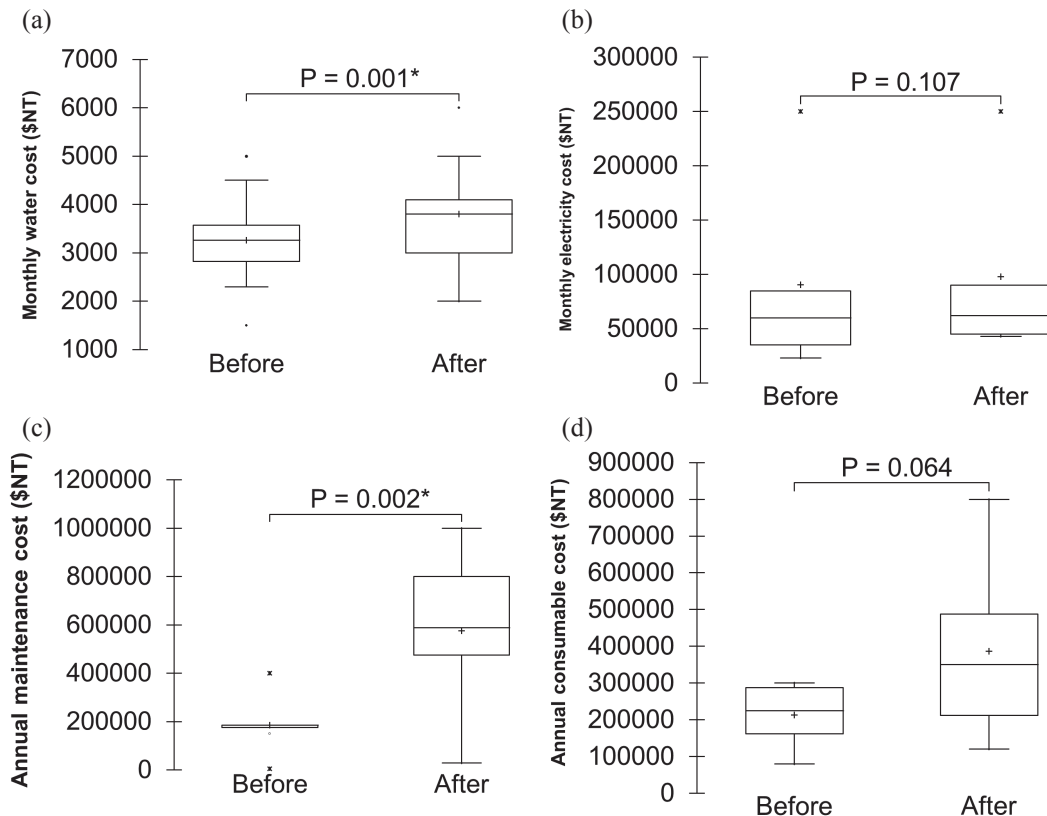 (a)
Monthly water cost ($NT)
7000
6000
5000
4000
3000
2000
1000
P = 0.001*
Before
After
(b)
Monthly electricity cost ($NT)
300000
250000
200000
150000
100000
50000
0
P = 0.107
Before
After
(c)
Annual maintenance cost ($NT)
1200000
1000000
800000
600000
400000
200000
0
P = 0.002*
Before
After
(d)
Annual consumable cost ($NT)
900000
800000
700000
600000
500000
400000
300000
200000
100000
0
P = 0.064
Before
After